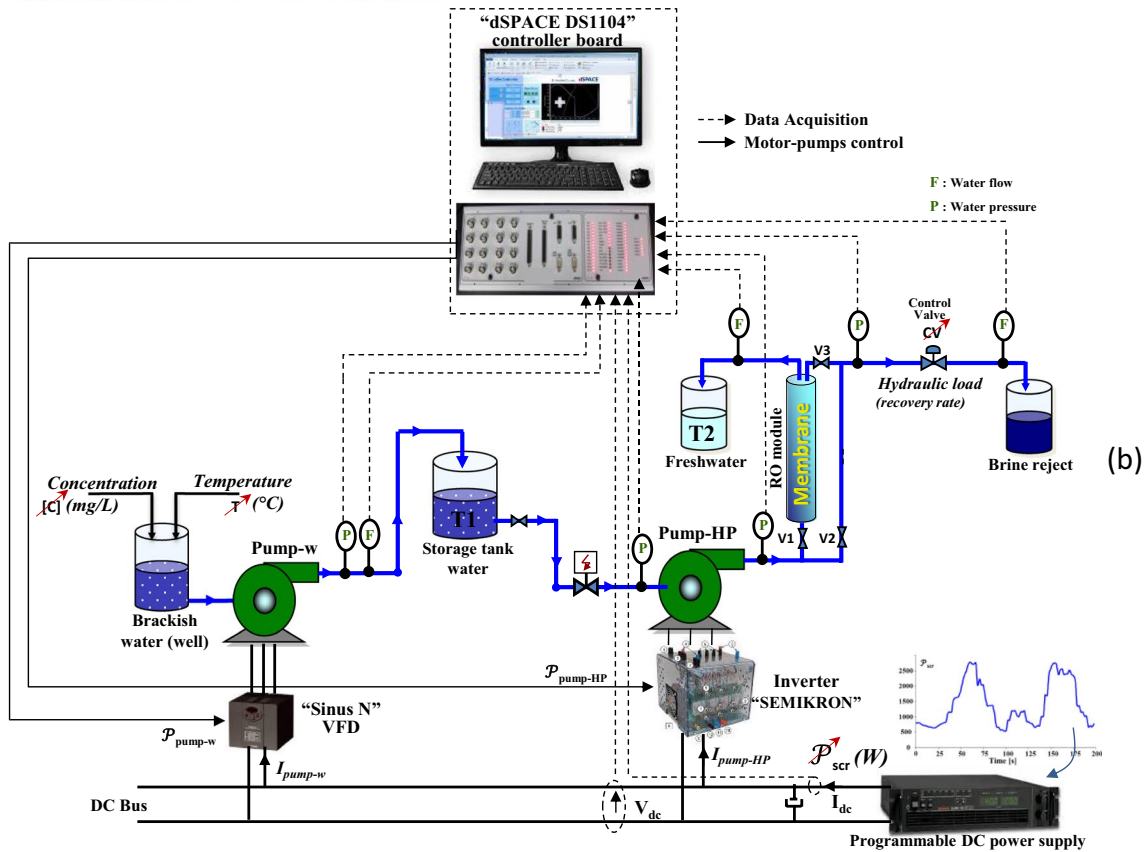 “dSPACE DS1104”
controller board
Data Acquisition
Motor-pumps control
F : Water flow
P : Water pressure
Control
Valve
CV
F
P
F
V3
Hydraulic load
(recovery rate)
T2
Freshwater
RO module
Membrane
Brine reject
(b)
Concentration
[C] (mg/L)
Temperature
T (°C)
P
F
T1
Storage tank
water
Pump-w
Brackish
water (well)
P
Pump-HP
P
V1
V2
𝒫pump-HP
Inverter
“SEMIKRON”
“Sinus N”
VFD
𝒫pump-w
Ipump-w
Ipump-HP
𝒫scr (W)
𝒫scr
2500
2000
1500
1000
500
0
0 25 50 75 100 125 150 175 200
Time [s]
DC Bus
Vdc
Idc
Programmable DC power supply